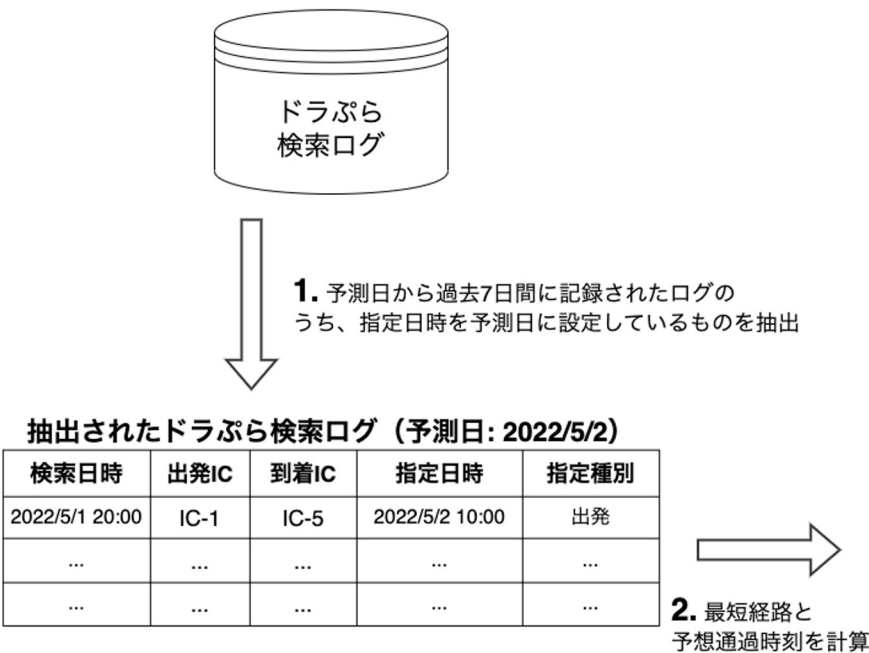 ドラぷら
検索ログ
1. 予測日から過去7日間に記録されたログの
うち、指定日時を予測日に設定しているものを抽出
抽出されたドラぷら検索ログ（予測日: 2022/5/2）
検索日時 出発IC 到着IC 指定日時 指定種別
2022/5/1 20:00 IC-1 IC-5 2022/5/2 10:00 出発
... ... ... ... ...
... ... ... ... ...
2. 最短経路と
予想通過時刻を計算